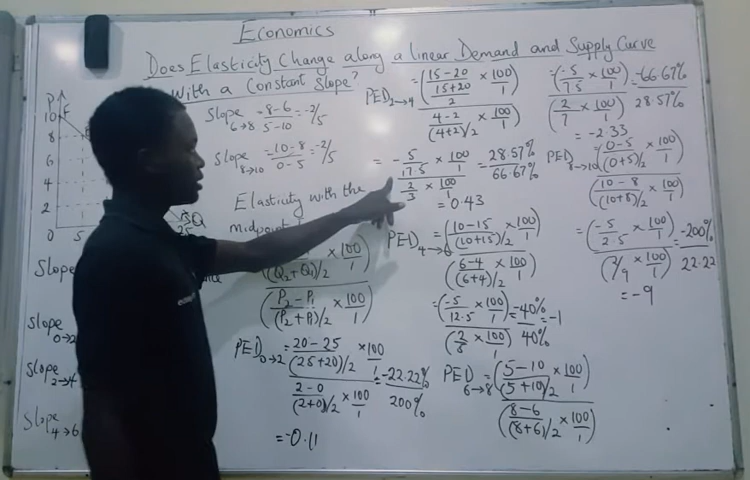 Economics
Does Elasticity Change along a linear Demand and Supply Curve
With a Constant Slope?
P
10 F
8 E
6
4
2
0 5
25 Q
Slope 6→8 = 8-6 / 5-10 = -2/5
Slope 8→10 = 10-8 / 0-5 = -2/5
Slope
Slope 0→2
Slope 2→4
Slope 4→6
Elasticity with the
midpoint
(Q2+Q1)/2 × 100/1
(P2-P1 / (P2+P1)/2 × 100/1)
PED 0→2 = 20-25 / (25+20)/2 × 100/1
2-0 / (2+0)/2 × 100/1
= -22.22% / 200%
= -0.11
PED 2→4 = (15-20 / 15+20/2 × 100/1)
(4-2 / (4+2)/2 × 100/1)
= -5 / 17.5 × 100/1
2/3 × 100/1
= 28.57% / 66.67%
= 0.43
PED 4→6 = (10-15 / (10+15)/2 × 100/1)
(6-4 / (6+4)/2 × 100/1)
= (-5 / 12.5 × 100/1) / (2/8 × 100/1) = -40% / 40% = -1
PED 6→8 = (5-10 / (5+10)/2 × 100/1)
(8-6 / (8+6)/2 × 100/1)
= (-5 / 7.5 × 100/1) / (2/7 × 100/1) = -66.67% / 28.57%
= -2.33
PED 8→10 = (0-5 / (0+5)/2 × 100/1)
(10-8 / (10+8)/2 × 100/1)
= (-5 / 2.5 × 100/1) / (2/9 × 100/1) = -200% / 22.22
= -9